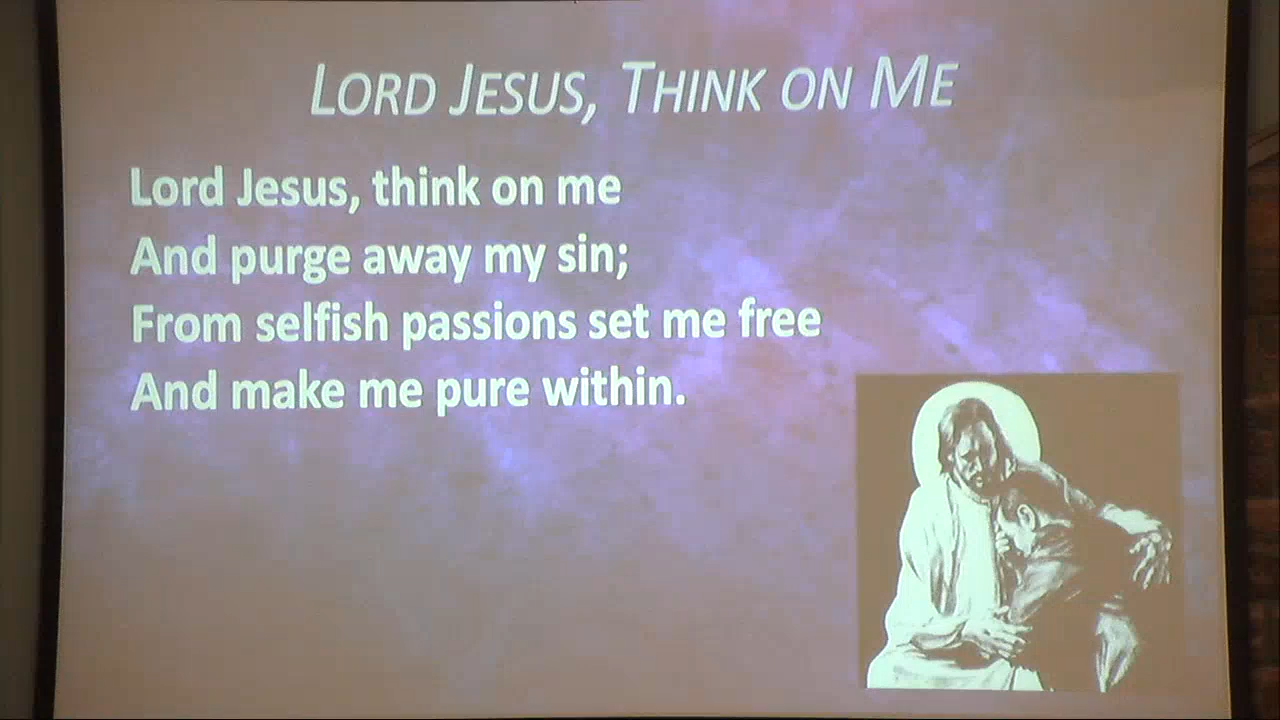 LORD JESUS, THINK ON ME
Lord Jesus, think on me
And purge away my sin;
From selfish passions set me free
And make me pure within.